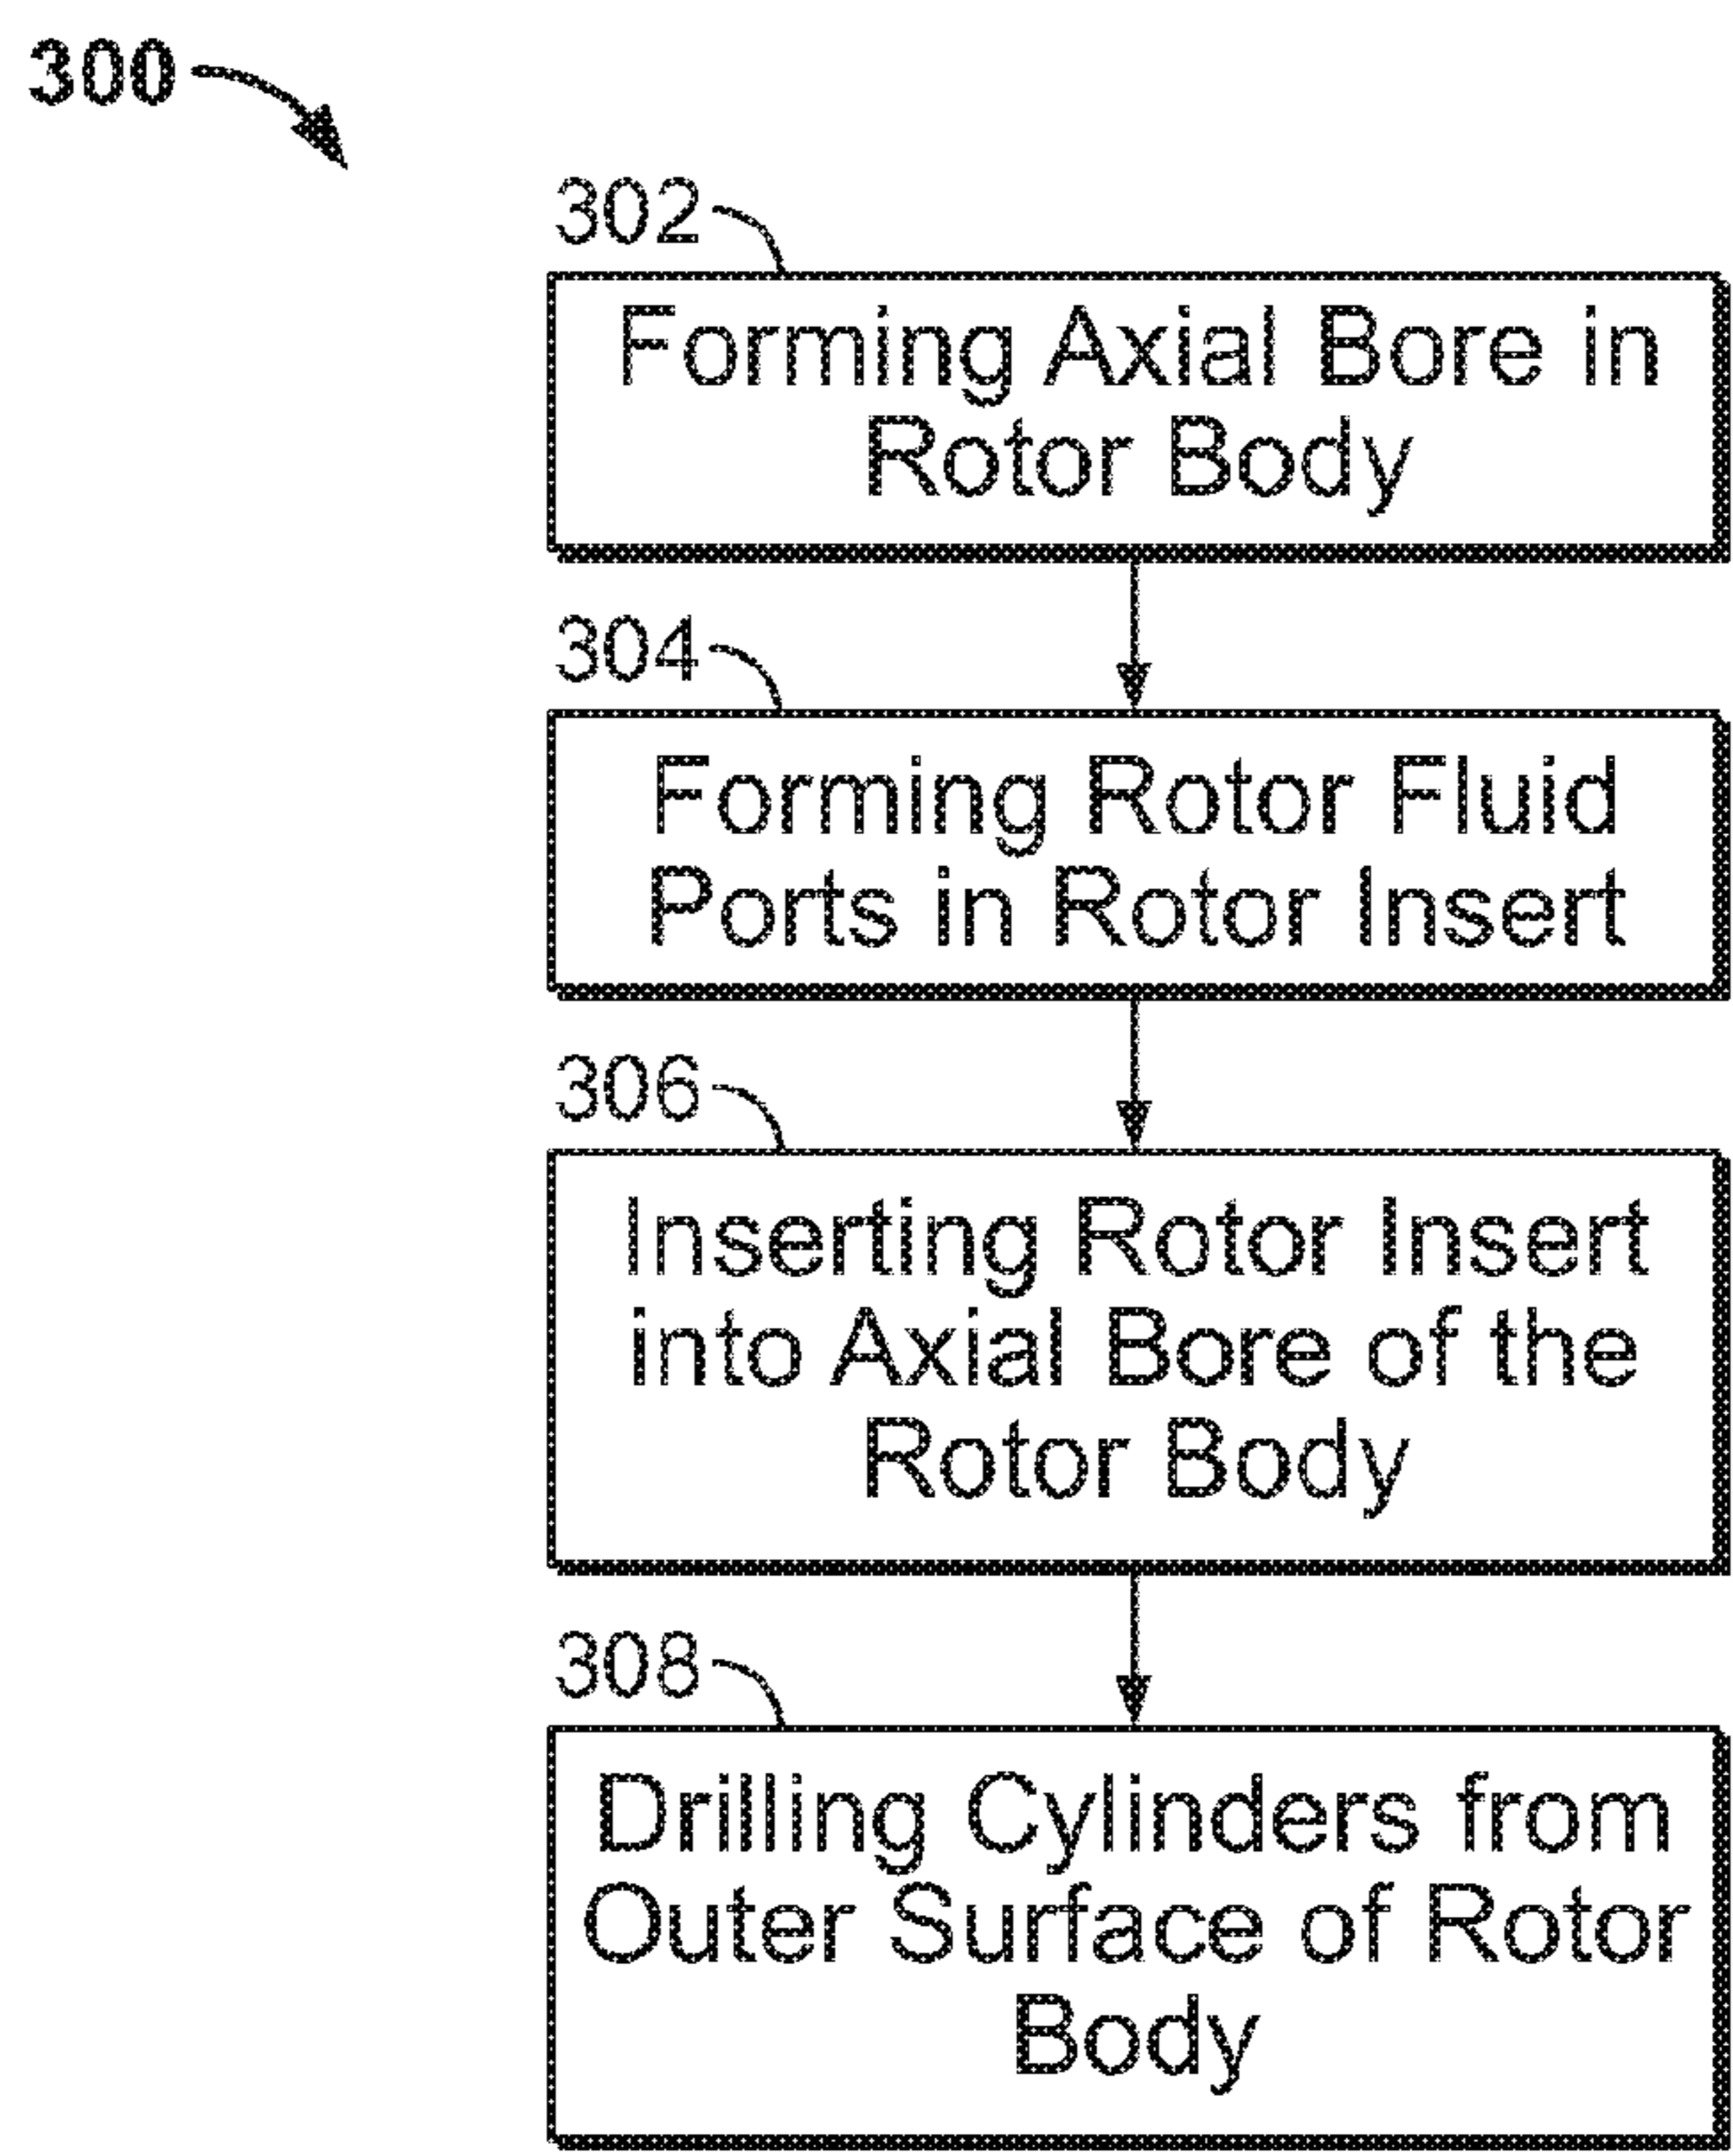 300
302
Forming Axial Bore in
Rotor Body
304
Forming Rotor Fluid
Ports in Rotor Insert
306
Inserting Rotor Insert
into Axial Bore of the
Rotor Body
308
Drilling Cylinders from
Outer Surface of Rotor
Body